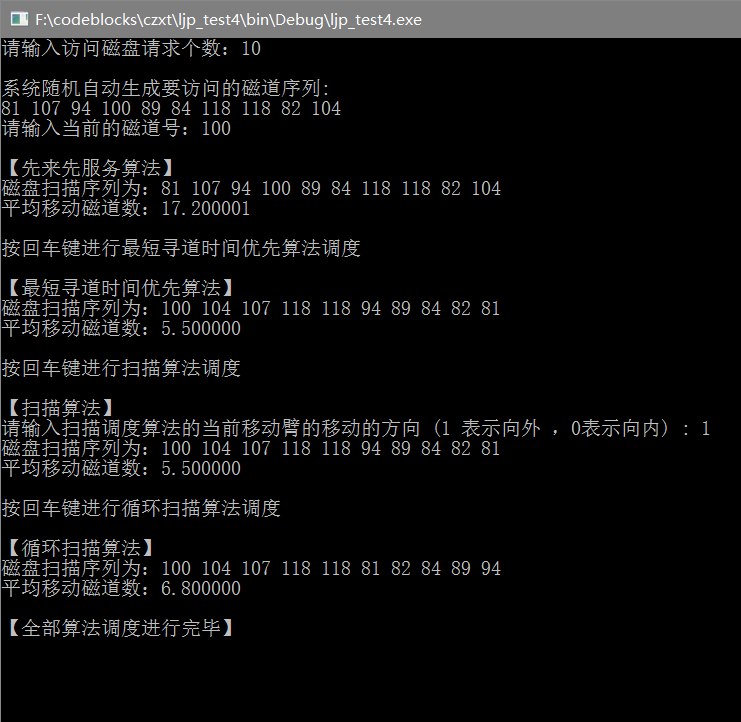 F:\codeblocks\czxt\ljp_test4\bin\Debug\ljp_test4.exe
请输入访问磁盘请求个数: 10
系统随机自动生成要访问的磁道序列:
81 107 94 100 89 84 118 118 82 104
请输入当前的磁道号: 100
【先来先服务算法】
磁盘扫描序列为: 81 107 94 100 89 84 118 118 82 104
平均移动磁道数: 17.200001
按回车键进行最短寻道时间优先算法调度
【最短寻道时间优先算法】
磁盘扫描序列为: 100 104 107 118 118 94 89 84 82 81
平均移动磁道数: 5.500000
按回车键进行扫描算法调度
【扫描算法】
请输入扫描调度算法的当前移动臂的移动的方向 (1 表示向外 , 0表示向内) : 1
磁盘扫描序列为: 100 104 107 118 118 94 89 84 82 81
平均移动磁道数: 5.500000
按回车键进行循环扫描算法调度
【循环扫描算法】
磁盘扫描序列为: 100 104 107 118 118 81 82 84 89 94
平均移动磁道数: 6.800000
【全部算法调度进行完毕】